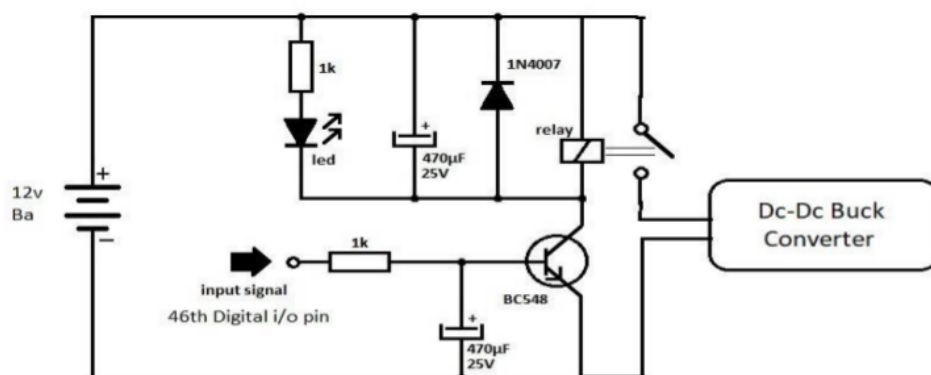 1k
led
+
470µF
25V
1N4007
relay
12v
Ba
+
−
Dc-Dc Buck
Converter
1k
input signal
46th Digital i/o pin
BC548
+
470µF
25V